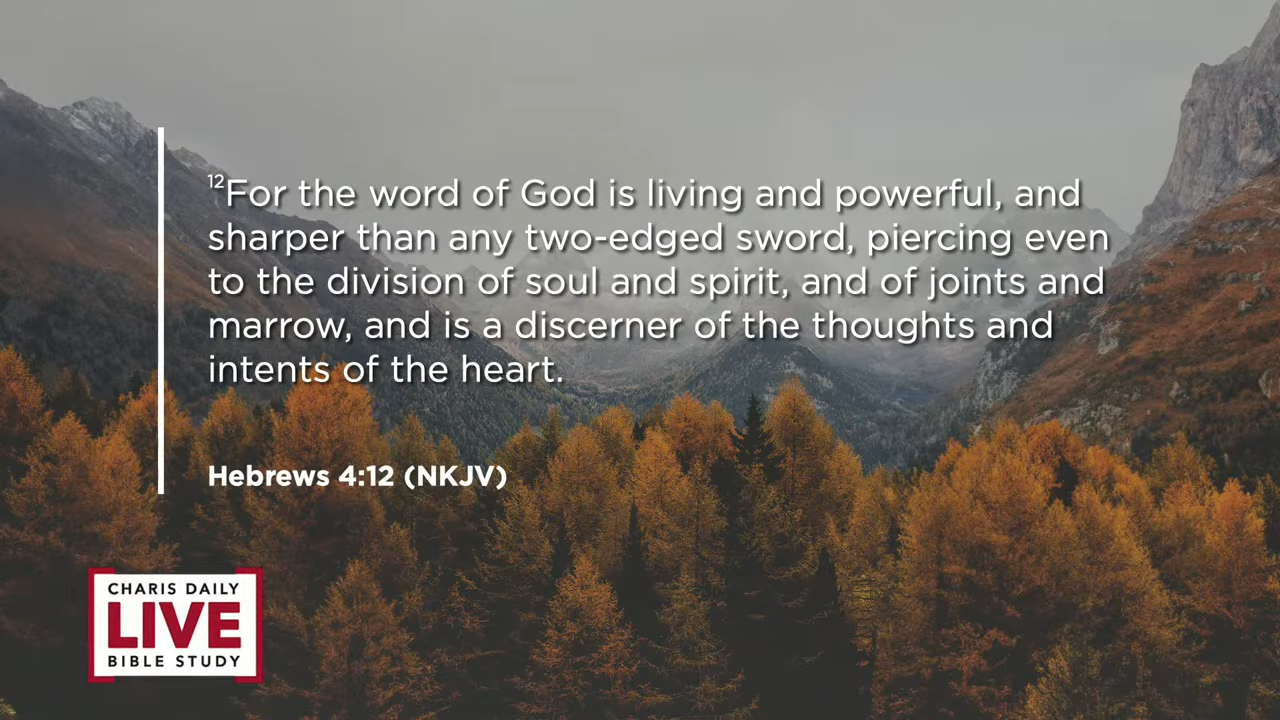 12For the word of God is living and powerful, and
sharper than any two-edged sword, piercing even
to the division of soul and spirit, and of joints and
marrow, and is a discerner of the thoughts and
intents of the heart.
Hebrews 4:12 (NKJV)
CHARIS DAILY
LIVE
BIBLE STUDY